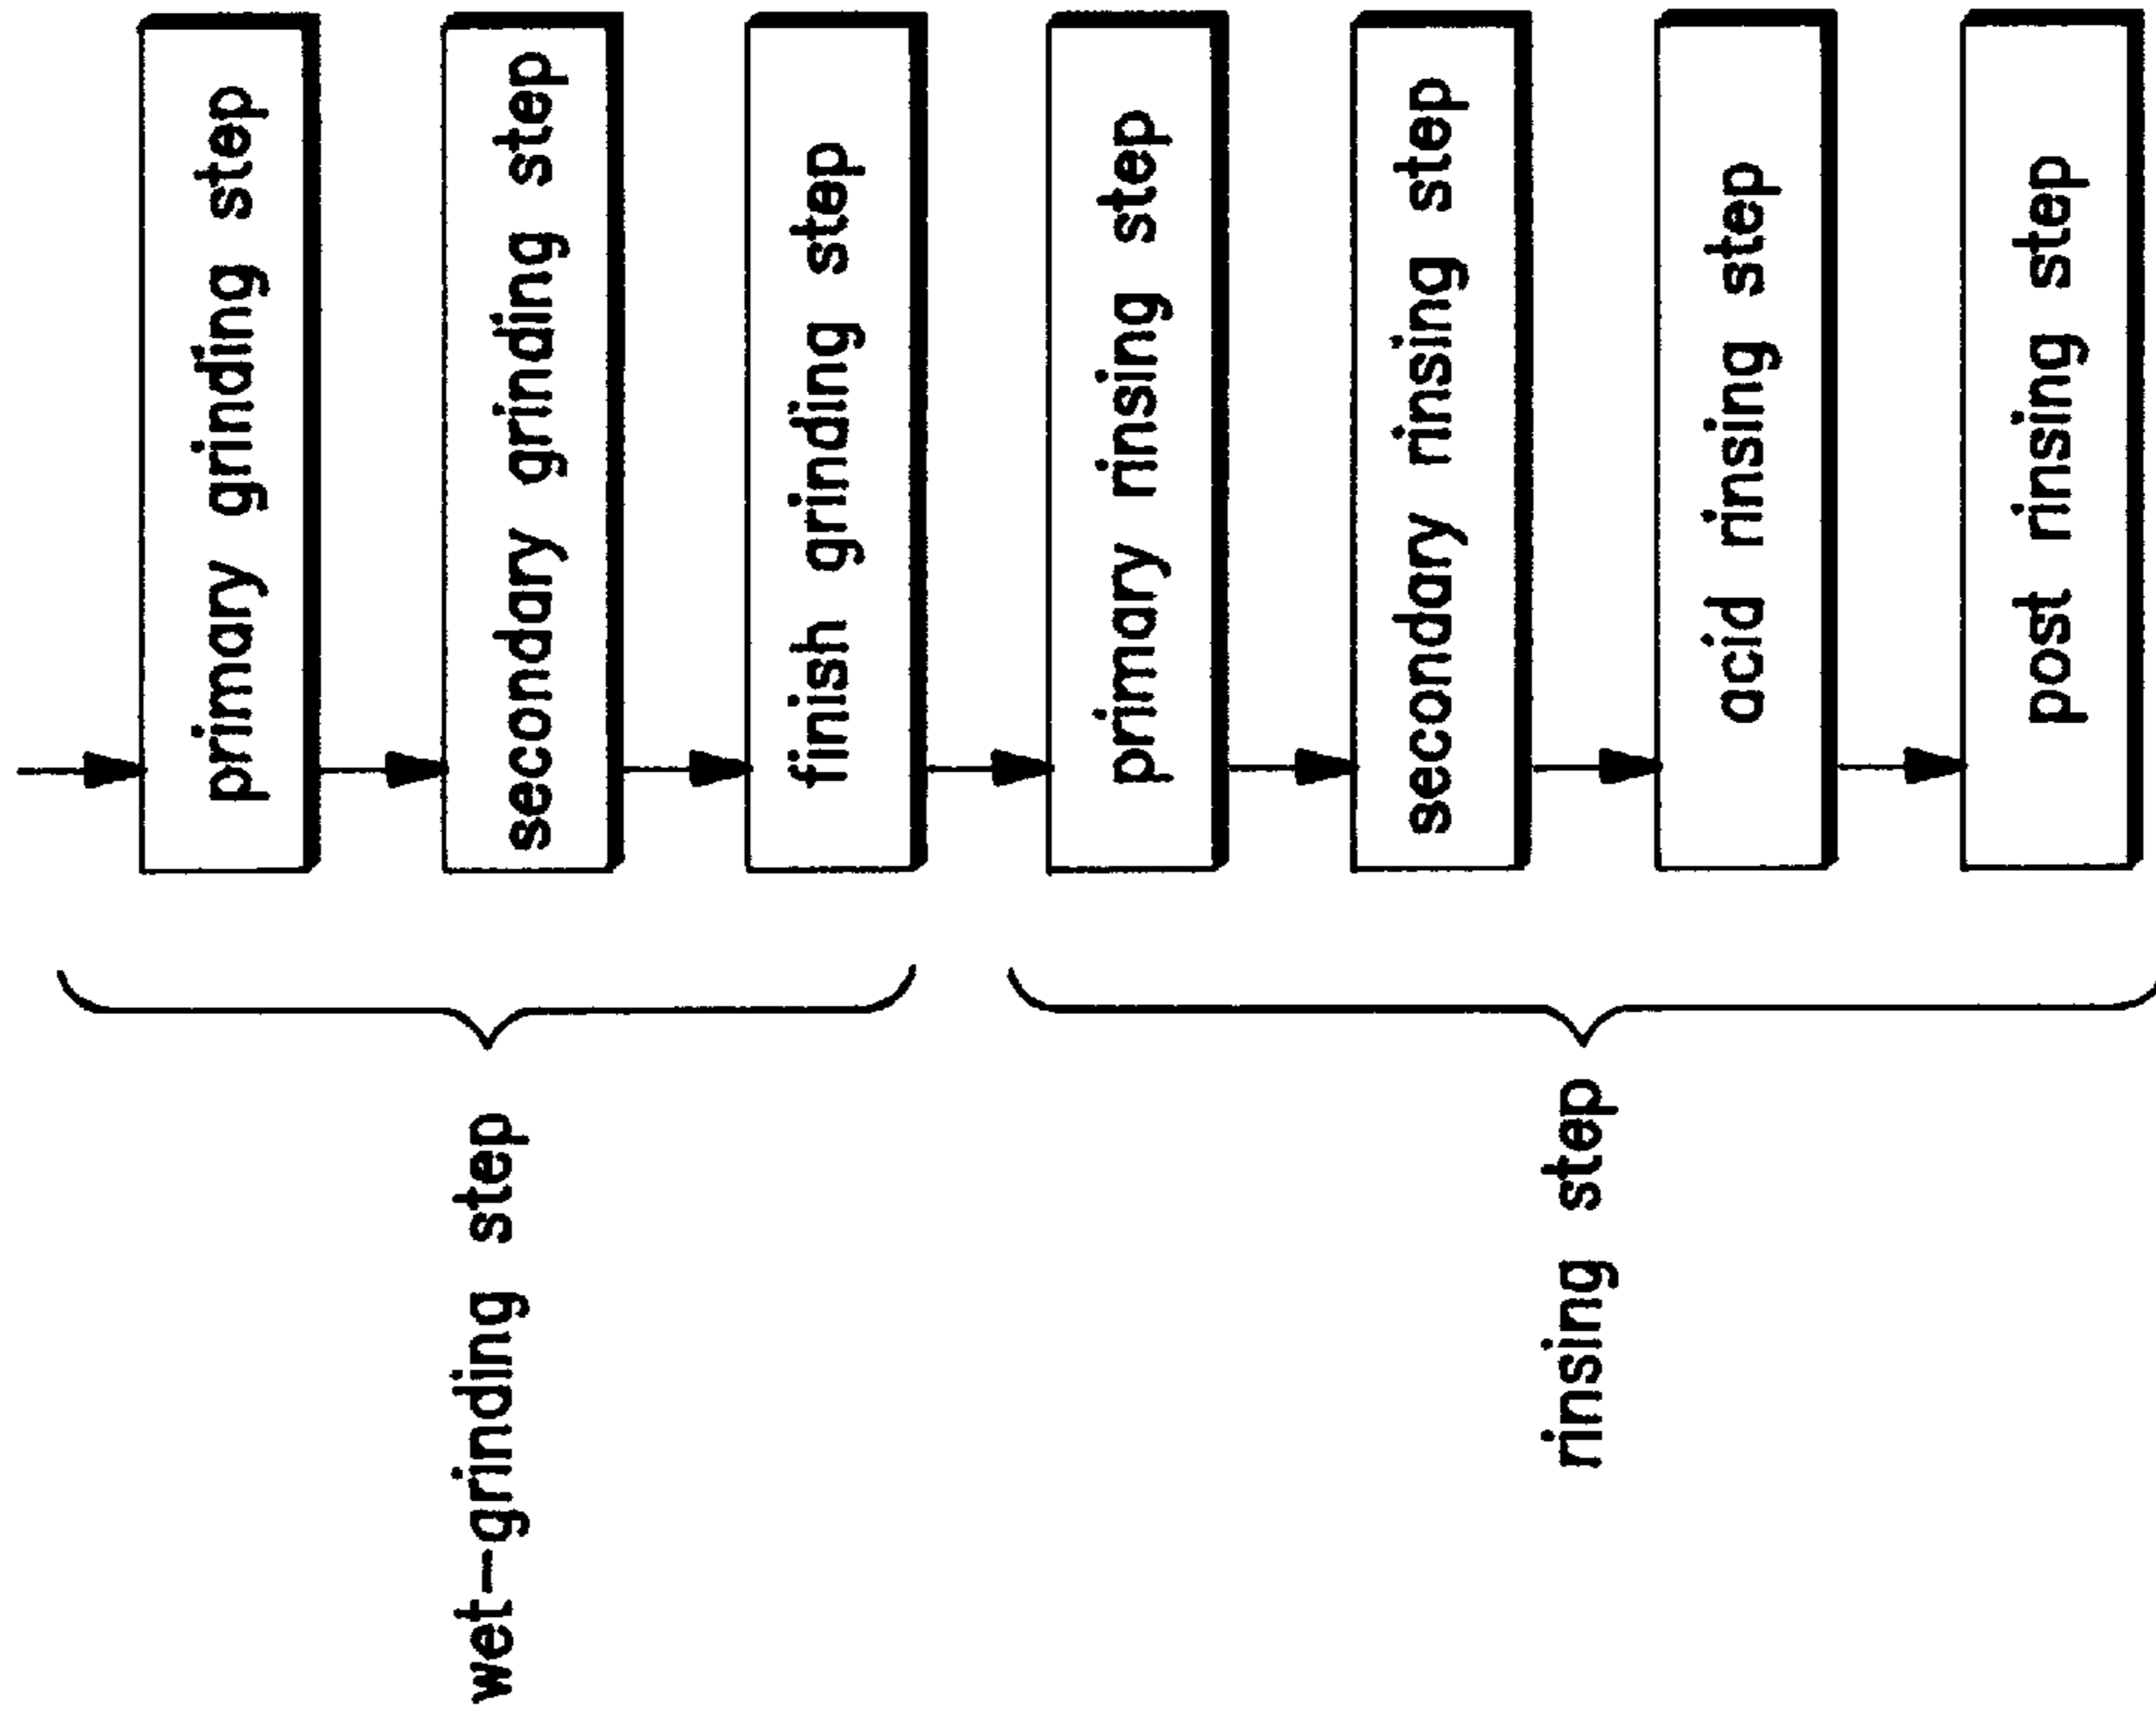 wet-grinding step
primary grinding step
secondary grinding step
finish grinding step
rinsing step
primary rinsing step
secondary rinsing step
acid rinsing step
post rinsing step